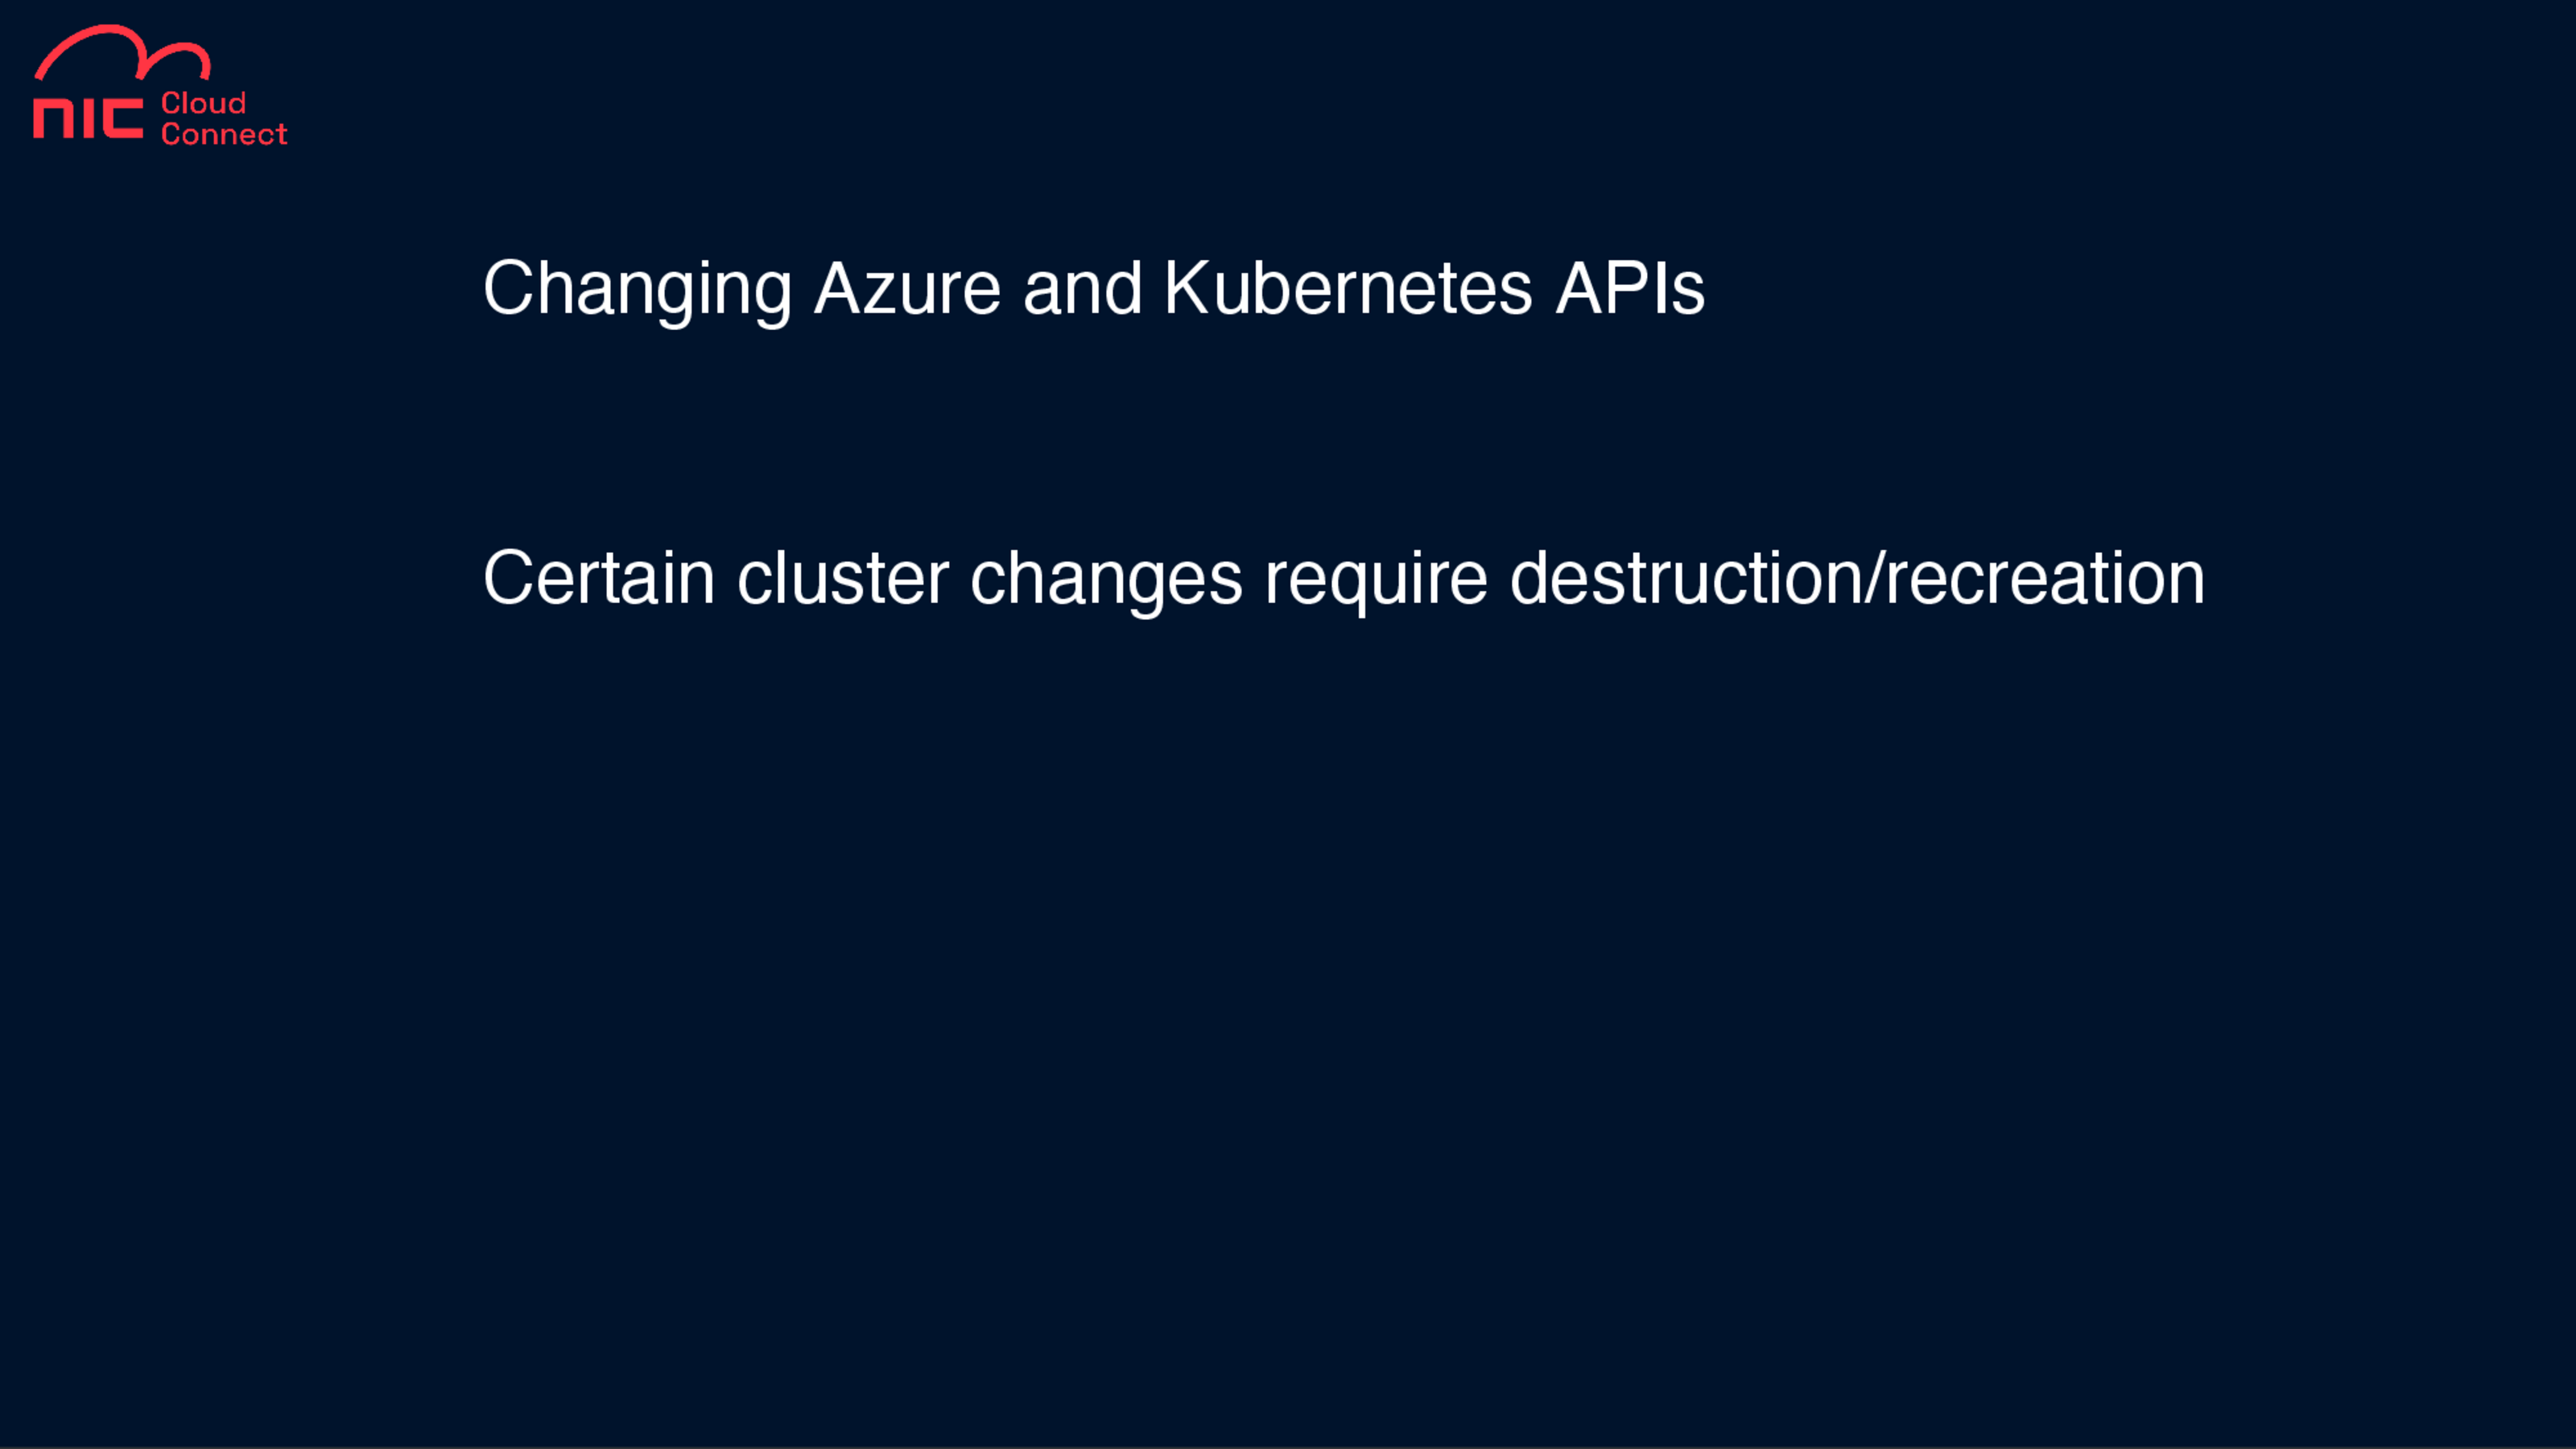 NIC Cloud
Connect
Changing Azure and Kubernetes APIs
Certain cluster changes require destruction/recreation